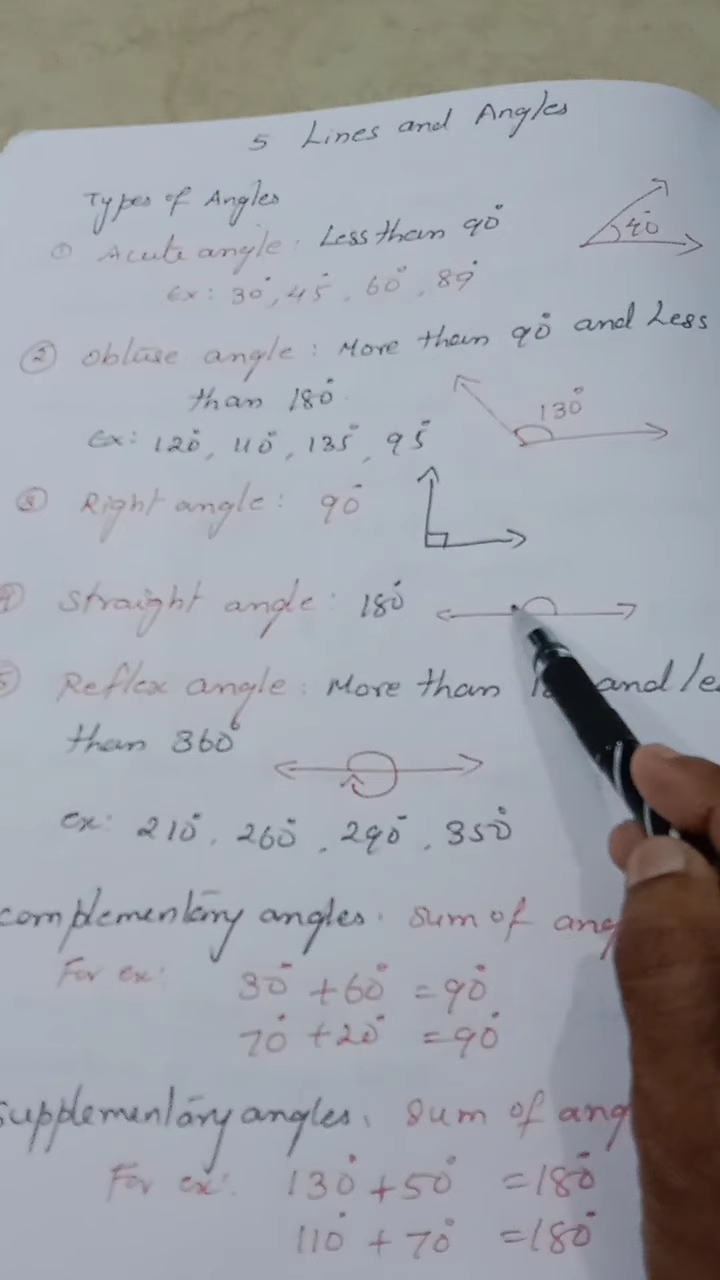 5 Lines and Angles
Types of Angles
① Acute angle: Less than 90°
40°
Ex: 30°, 45°, 60°, 89°
② Obtuse angle: More than 90° and Less
than 180°
130°
Ex: 120°, 110°, 135°, 95°
③ Right angle: 90°
Straight angle: 180°
Reflex angle: More than and le
than 360°
ex: 210°, 260°, 290°, 350°
complementary angles: sum of ang
For ex: 30° + 60° = 90°
70° + 20° = 90°
supplementary angles: sum of ang
For ex: 130° + 50° = 180°
110° + 70° = 180°